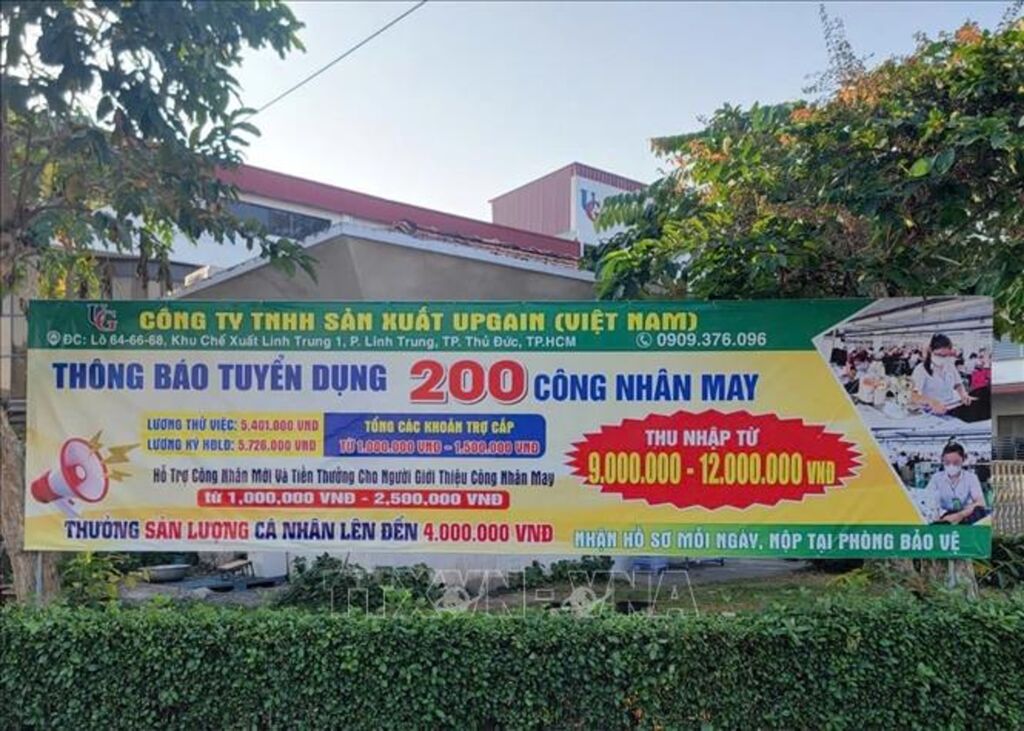 UG
UG
CÔNG TY TNHH SẢN XUẤT UPGAIN (VIỆT NAM)
ĐC: Lô 64-66-68, Khu Chế Xuất Linh Trung 1, P. Linh Trung, TP. Thủ Đức, TP.HCM
0909.376.096
THÔNG BÁO TUYỂN DỤNG 200 CÔNG NHÂN MAY
LƯƠNG THỬ VIỆC: 5.401.000 VNĐ
LƯƠNG KÝ HĐLĐ: 5.726.000 VNĐ
TỔNG CÁC KHOẢN TRỢ CẤP
TỪ 1.000.000 VNĐ - 1.500.000 VNĐ
Hỗ Trợ Công Nhân Mới Và Tiền Thưởng Cho Người Giới Thiệu Công Nhân May
từ 1,000,000 VNĐ - 2,500,000 VNĐ
THU NHẬP TỪ
9.000.000 - 12.000.000 VNĐ
THƯỞNG SẢN LƯỢNG CÁ NHÂN LÊN ĐẾN 4.000.000 VNĐ
NHẬN HỒ SƠ MỖI NGÀY, NỘP TẠI PHÒNG BẢO VỆ
TTXVN-VNA